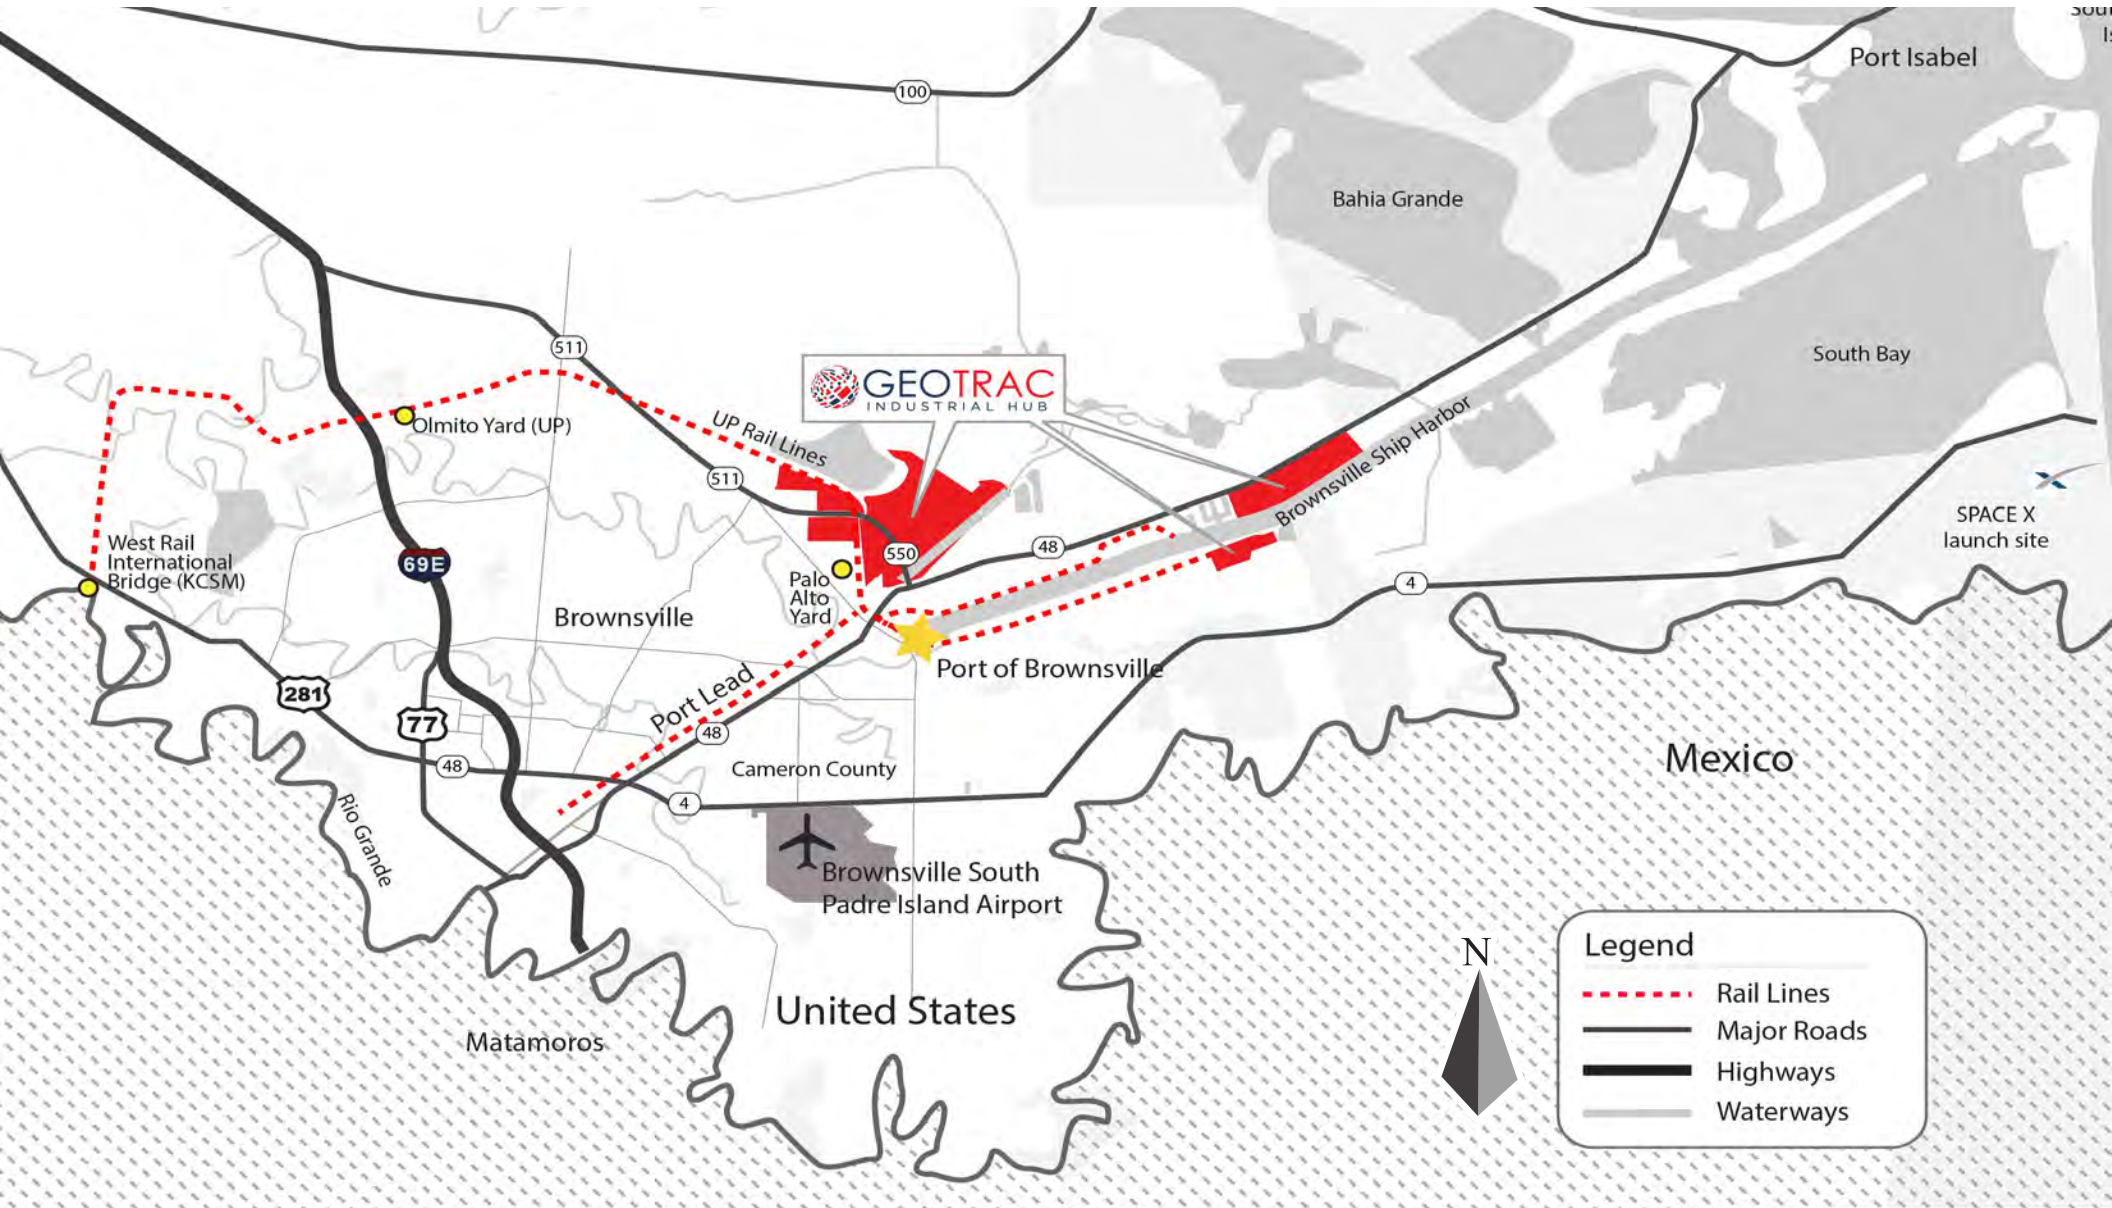 Sou
Is
Port Isabel
100
Bahia Grande
South Bay
511
GEOTRAC
INDUSTRIAL HUB
UP Rail Lines
Olmito Yard (UP)
511
Brownsville Ship Harbor
SPACE X
launch site
West Rail
International
Bridge (KCSM)
69E
550
48
4
Palo
Alto
Yard
Brownsville
Port of Brownsville
Port Lead
281
77
48
48
Cameron County
4
Mexico
Rio Grande
Brownsville South
Padre Island Airport
United States
Matamoros
N
Legend
Rail Lines
Major Roads
Highways
Waterways